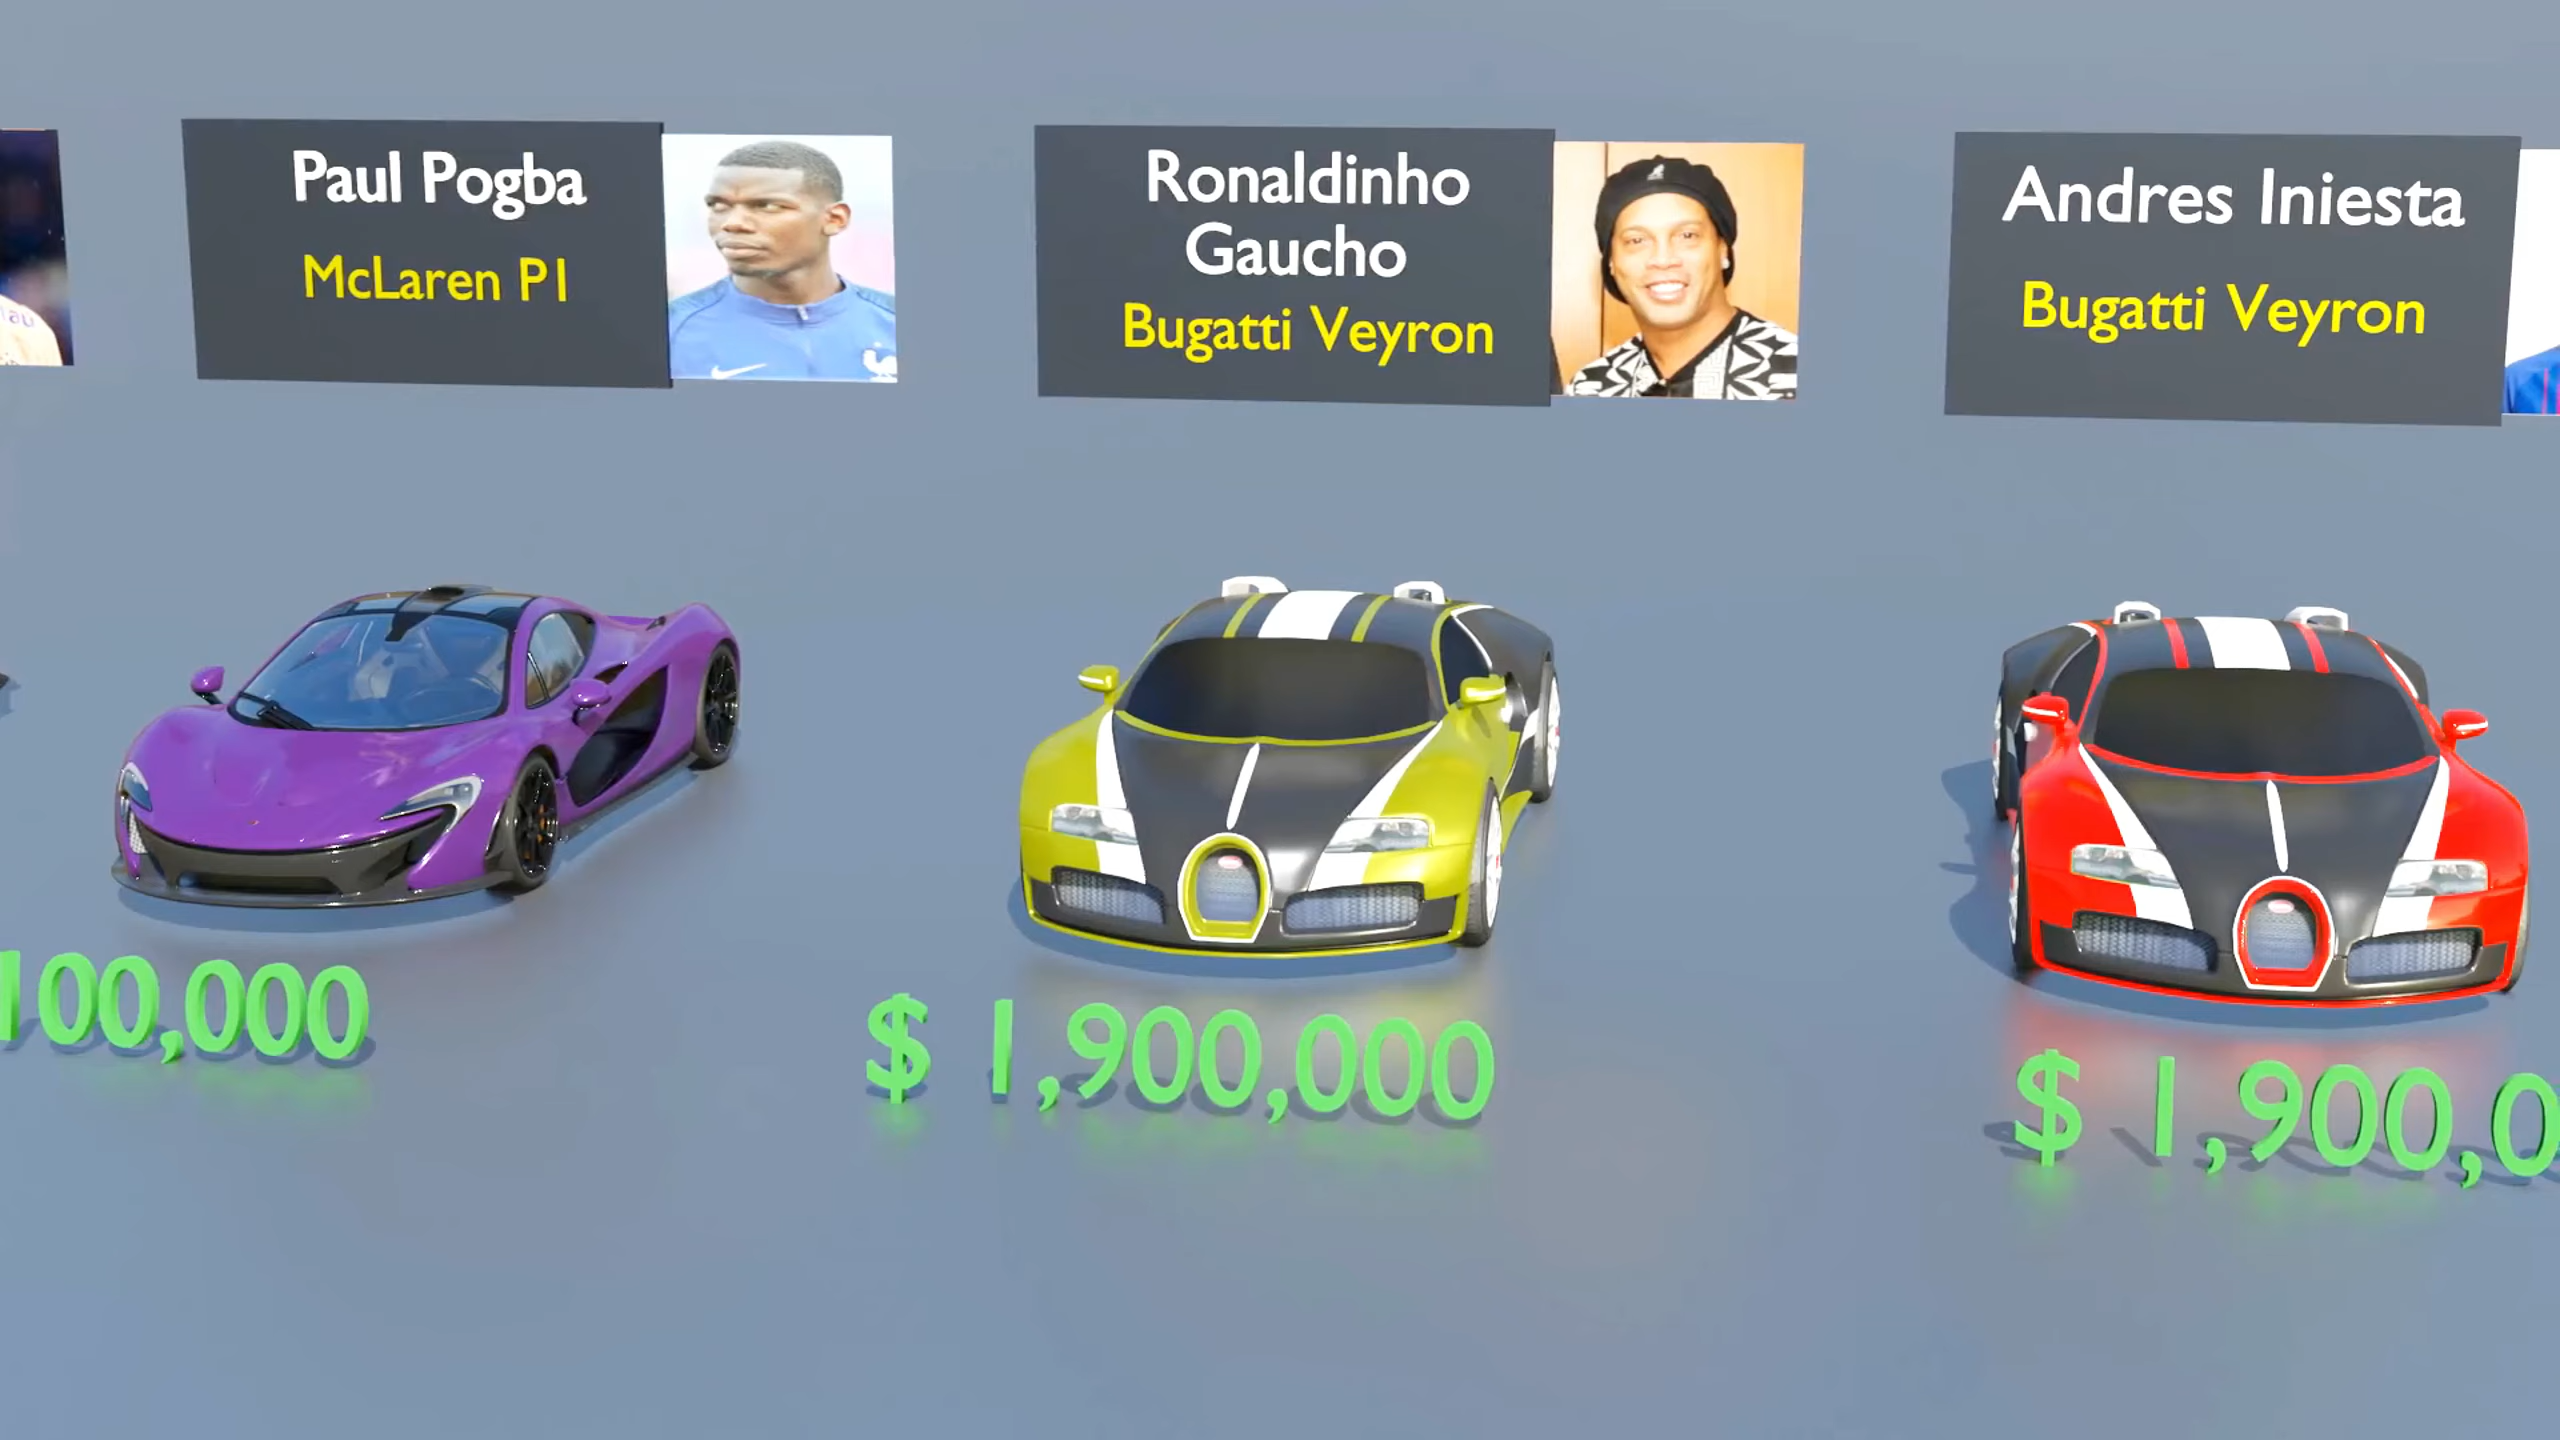 Paul Pogba
McLaren P1
Ronaldinho
Gaucho
Bugatti Veyron
Andres Iniesta
Bugatti Veyron
100,000
$ 1,900,000
$ 1,900,0